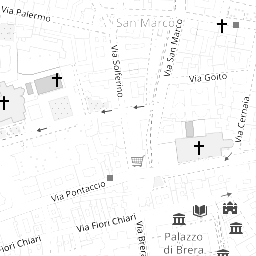 Via Palermo
San Marco
Via San Marco
Via Solferino
Via Goito
Via Cernaia
Via Pontaccio
Via Fiori Chiari
Via Fiori Chiari
Via Brera
Palazzo
di Brera